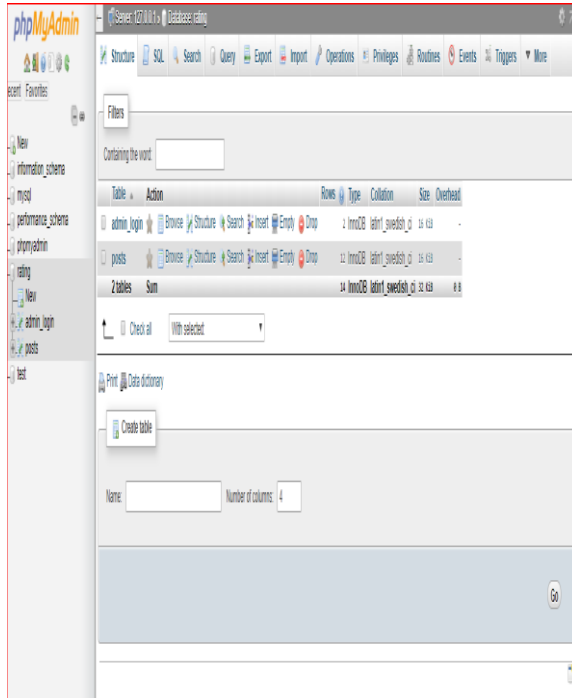 phpMyAdmin
Recent Favorites
New
information_schema
mysql
performance_schema
phpmyadmin
rating
New
admin_login
posts
test
Server: 127.0.0.1 » Database: rating
Structure SQL Search Query Export Import Operations Privileges Routines Events Triggers More
Filters
Containing the word:
Table Action Rows Type Collation Size Overhead
admin_login Browse Structure Search Insert Empty Drop 2 InnoDB latin1_swedish_ci 16 KiB -
posts Browse Structure Search Insert Empty Drop 12 InnoDB latin1_swedish_ci 16 KiB -
2 tables Sum 14 InnoDB latin1_swedish_ci 32 KiB 0 B
Check all With selected:
Print Data dictionary
Create table
Name: Number of columns: 4
Go